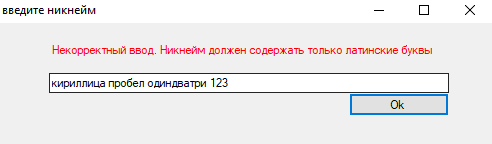 введите никнейм
Некорректный ввод. Никнейм должен содержать только латинские буквы
кириллица пробел одиндватри 123
Ok